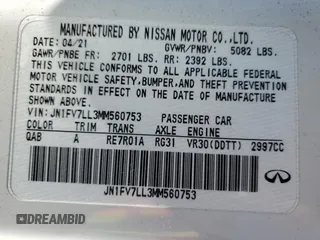 MANUFACTURED BY NISSAN MOTOR CO.,LTD.
DATE: 04/21 GVWR/PNBV: 5082 LBS.
GAWR/PNBE FR: 2701 LBS. RR: 2392 LBS.
THIS VEHICLE CONFORMS TO ALL APPLICABLE FEDERAL
MOTOR VEHICLE SAFETY,BUMPER,AND THEFT PREVENTION
STANDARDS IN EFFECT ON THE DATE OF MANUFACTURE
SHOWN ABOVE.
VIN: JN1FV7LL3MM560753 PASSENGER CAR
COLOR TRIM TRANS AXLE ENGINE
QAB A RE7R01A RG31 VR30(DDTT) 2997CC
JN1FV7LL3MM560753
INFINITI
DREAMBID